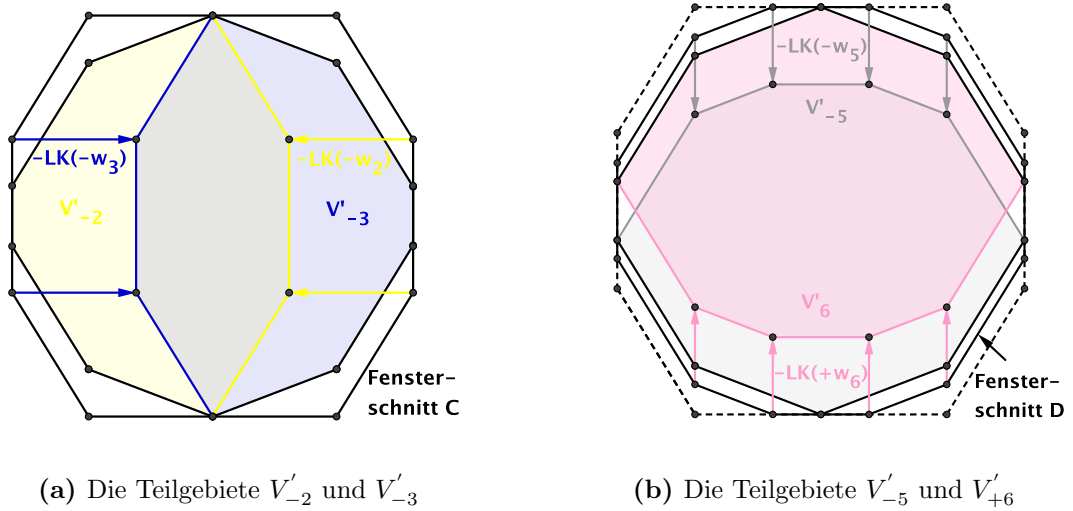 -LK(-w₃)
-LK(-w₂)
V'₋₂
V'₋₃
Fenster-
schnitt C
-LK(-w₅)
V'₋₅
V'₆
-LK(+w₆)
Fenster-
schnitt D
(a) Die Teilgebiete V'₋₂ und V'₋₃
(b) Die Teilgebiete V'₋₅ und V'₊₆